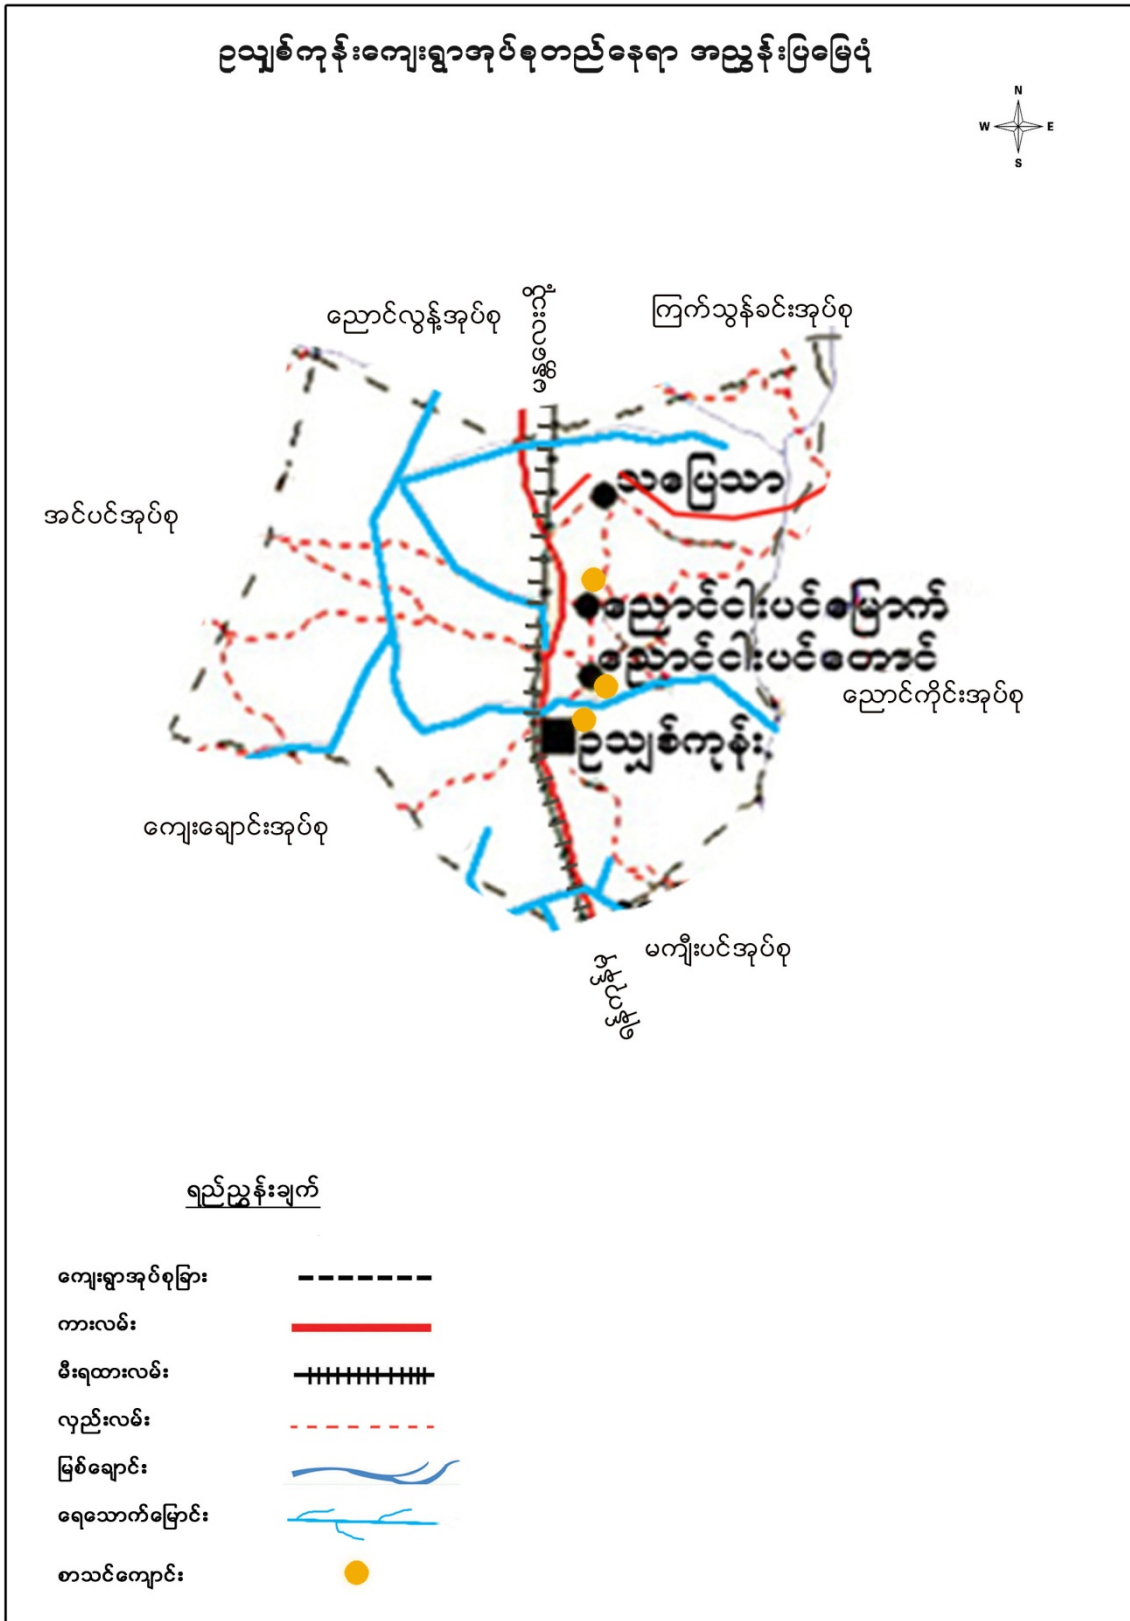 ဥသျှစ်ကုန်းကျေးရွာအုပ်စုတည်နေရာ အညွှန်းပြမြေပုံ
N
W E
S
ညောင်လွန့်အုပ်စု
ကြက်သွန်ခင်းအုပ်စု
အင်ပင်အုပ်စု
သပြေသာ
ညောင်ငါးပင်မြောက်
ညောင်ငါးပင်တောင်
ညောင်ကိုင်းအုပ်စု
ဥသျှစ်ကုန်း
ကျေးချောင်းအုပ်စု
မကျီးပင်အုပ်စု
ရည်ညွှန်းချက်
ကျေးရွာအုပ်စုခြား
ကားလမ်း
မီးရထားလမ်း
လှည်းလမ်း
မြစ်ချောင်း
ရေသောက်မြောင်း
စာသင်ကျောင်း